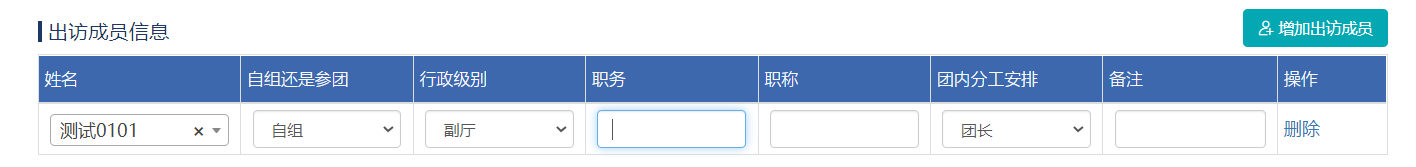 出访成员信息
增加出访成员
姓名 自组还是参团 行政级别 职务 职称 团内分工安排 备注 操作
测试0101 × 自组 副厅 团长 删除